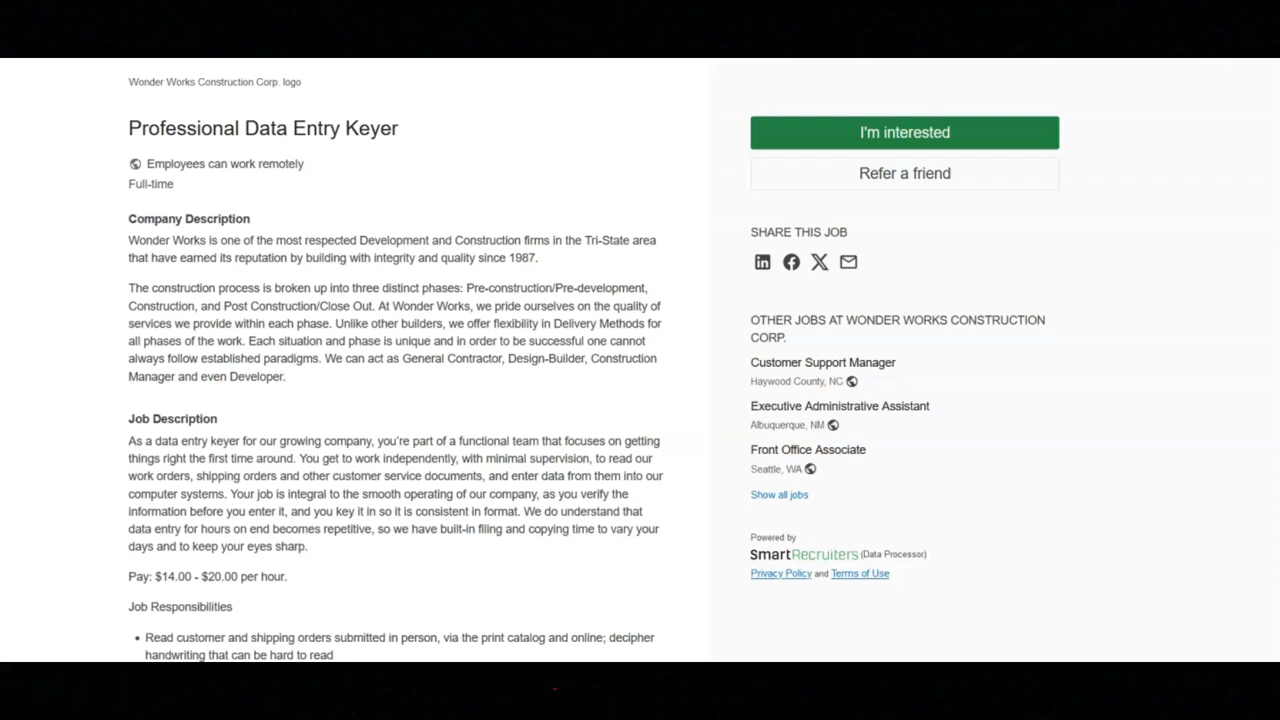 Wonder Works Construction Corp. logo
Professional Data Entry Keyer
Employees can work remotely
Full-time
Company Description
Wonder Works is one of the most respected Development and Construction firms in the Tri-State area
that have earned its reputation by building with integrity and quality since 1987.
The construction process is broken up into three distinct phases: Pre-construction/Pre-development,
Construction, and Post Construction/Close Out. At Wonder Works, we pride ourselves on the quality of
services we provide within each phase. Unlike other builders, we offer flexibility in Delivery Methods for
all phases of the work. Each situation and phase is unique and in order to be successful one cannot
always follow established paradigms. We can act as General Contractor, Design-Builder, Construction
Manager and even Developer.
Job Description
As a data entry keyer for our growing company, you're part of a functional team that focuses on getting
things right the first time around. You get to work independently, with minimal supervision, to read our
work orders, shipping orders and other customer service documents, and enter data from them into our
computer systems. Your job is integral to the smooth operating of our company, as you verify the
information before you enter it, and you key it in so it is consistent in format. We do understand that
data entry for hours on end becomes repetitive, so we have built-in filing and copying time to vary your
days and to keep your eyes sharp.
Pay: $14.00 - $20.00 per hour.
Job Responsibilities
• Read customer and shipping orders submitted in person, via the print catalog and online; decipher
handwriting that can be hard to read
I'm interested
Refer a friend
SHARE THIS JOB
OTHER JOBS AT WONDER WORKS CONSTRUCTION
CORP.
Customer Support Manager
Haywood County, NC
Executive Administrative Assistant
Albuquerque, NM
Front Office Associate
Seattle, WA
Show all jobs
Powered by
SmartRecruiters (Data Processor)
Privacy Policy and Terms of Use